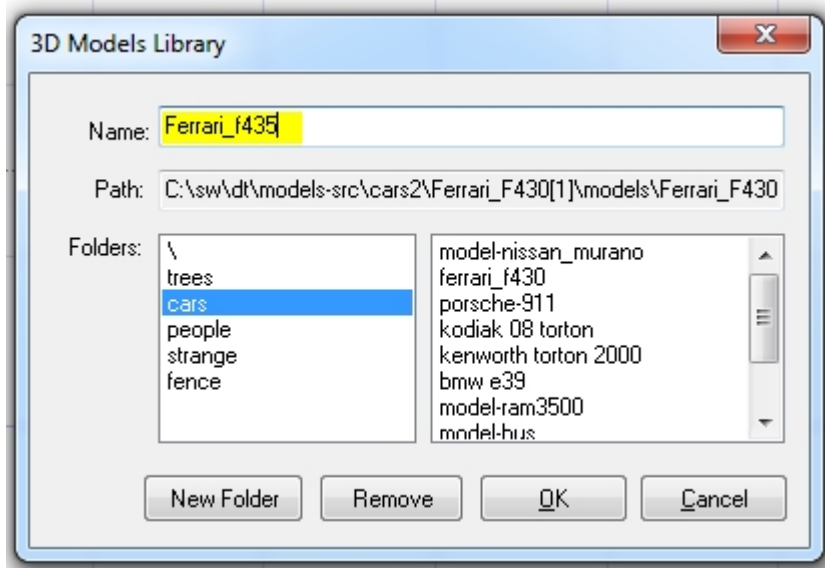 3D Models Library
Name: Ferrari_f435
Path: C:\sw\dt\models-src\cars2\Ferrari_F430[1]\models\Ferrari_F430
Folders:
\
trees
cars
people
strange
fence
model-nissan_murano
ferrari_f430
porsche-911
kodiak 08 torton
kenworth torton 2000
bmw e39
model-ram3500
model-bus
New Folder Remove OK Cancel